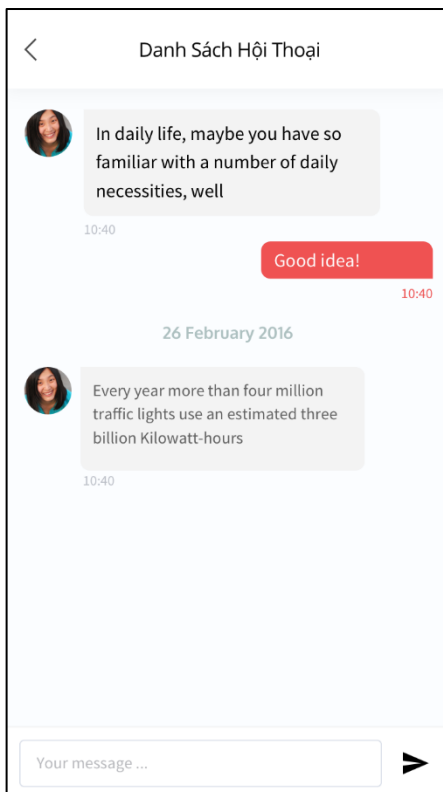 Danh Sách Hội Thoại
In daily life, maybe you have so
familiar with a number of daily
necessities, well
10:40
Good idea!
10:40
26 February 2016
Every year more than four million
traffic lights use an estimated three
billion Kilowatt-hours
10:40
Your message ...